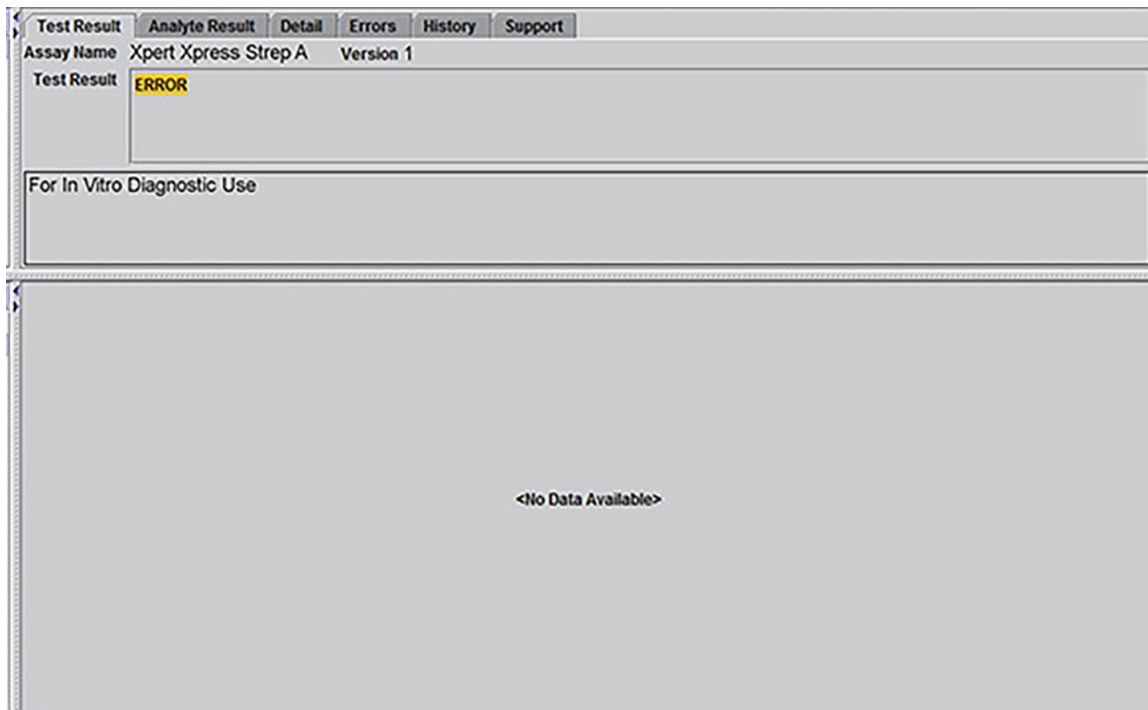 Test Result Analyte Result Detail Errors History Support
Assay Name Xpert Xpress Strep A Version 1
Test Result ERROR
For In Vitro Diagnostic Use
<No Data Available>